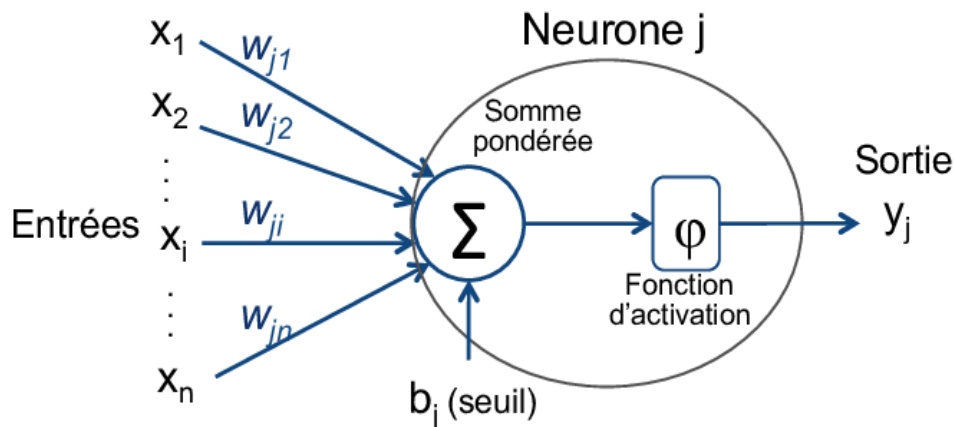 Neurone j
x1
wj1
x2
wj2
Somme
pondérée
Sortie
yj
Entrées
xi
wji
Σ
φ
Fonction
d'activation
wjn
xn
bj (seuil)